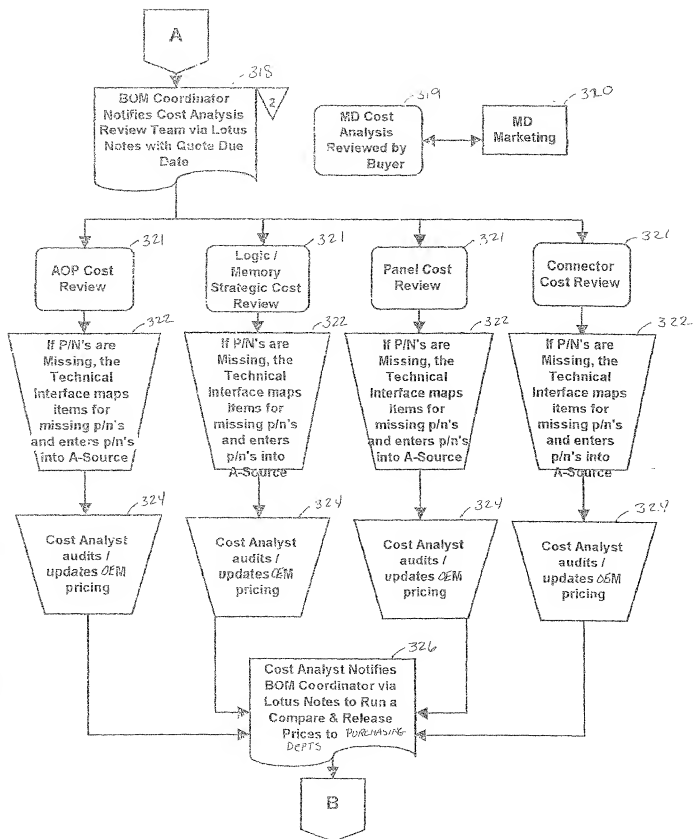 A
318
BOM Coordinator
Notifies Cost Analysis
Review Team via Lotus
Notes with Quote Due
Date
2
319
MD Cost
Analysis
Reviewed by
Buyer
320
MD
Marketing
321
AOP Cost
Review
321
Logic /
Memory
Strategic Cost
Review
321
Panel Cost
Review
321
Connector
Cost Review
322
If P/N's are
Missing, the
Technical
Interface maps
items for
missing p/n's
and enters p/n's
into A-Source
322
If P/N's are
Missing, the
Technical
Interface maps
items for
missing p/n's
and enters
p/n's into
A-Source
322
If P/N's are
Missing, the
Technical
Interface maps
items for
missing p/n's
and enters p/n's
into A-Source
322
If P/N's are
Missing, the
Technical
Interface maps
items for
missing p/n's
and enters
p/n's into
A-Source
324
Cost Analyst
audits /
updates OEM
pricing
324
Cost Analyst
audits /
updates OEM
pricing
324
Cost Analyst
audits /
updates OEM
pricing
324
Cost Analyst
audits /
updates OEM
pricing
326
Cost Analyst Notifies
BOM Coordinator via
Lotus Notes to Run a
Compare & Release
Prices to PURCHASING
DEPTS
B